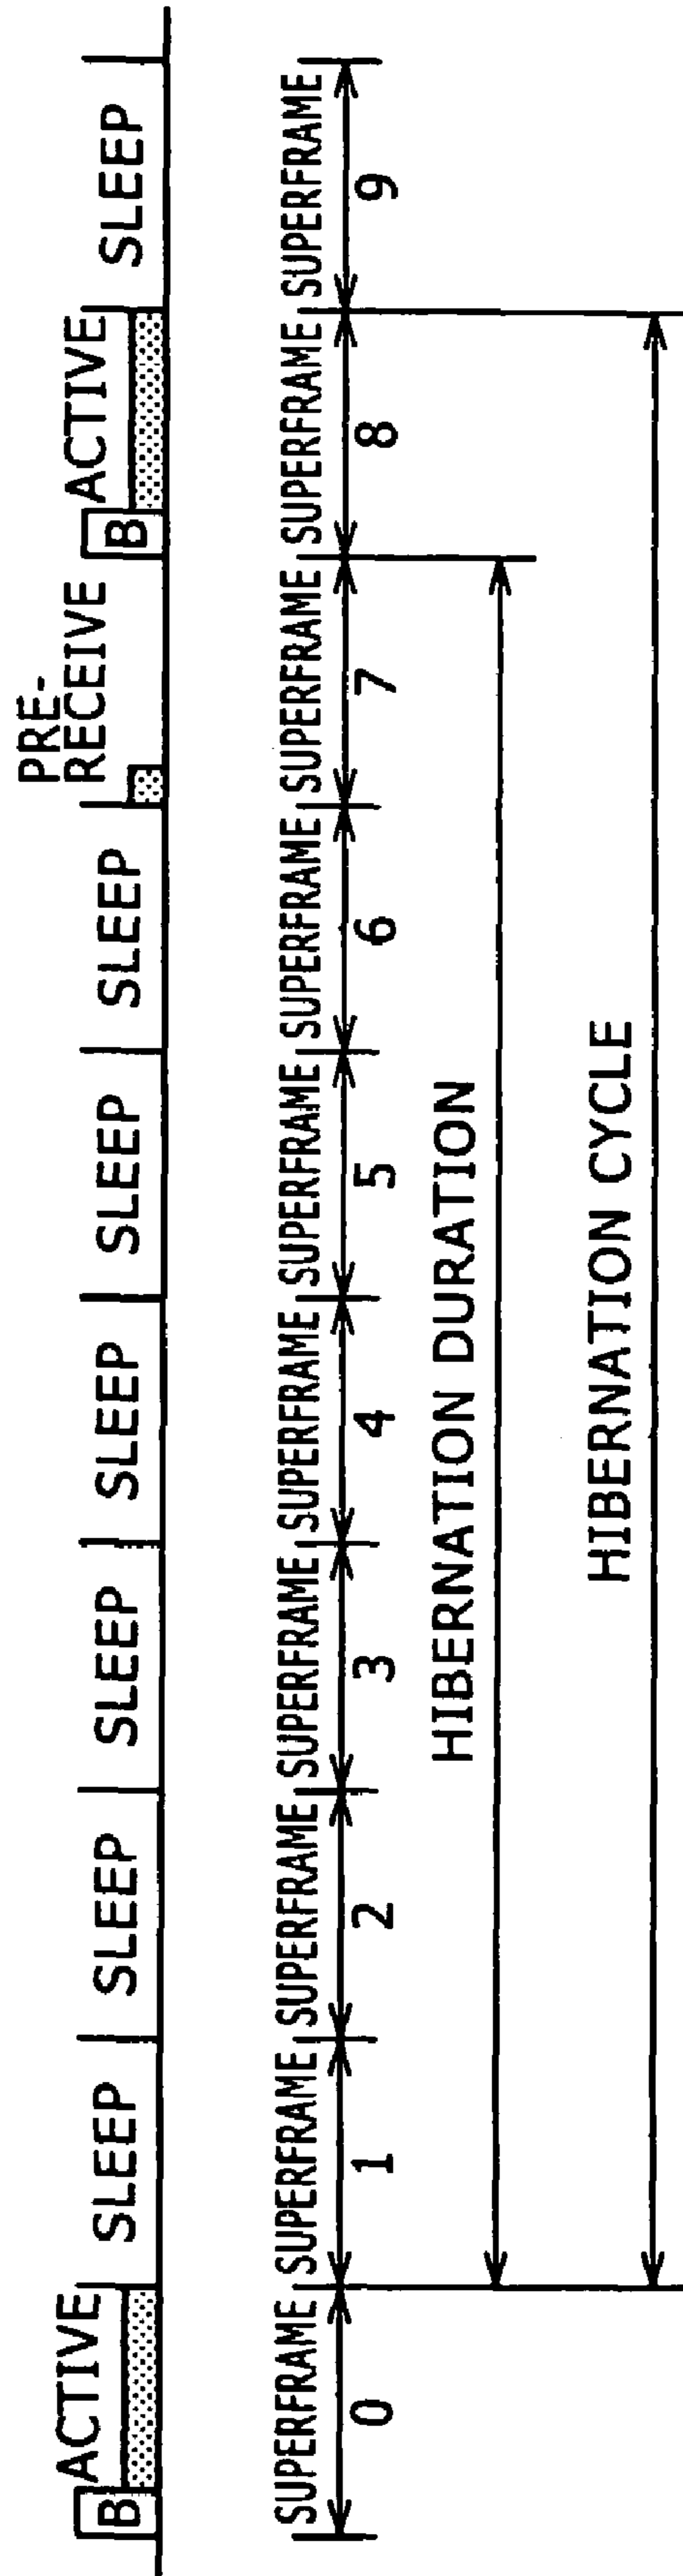 B
ACTIVE
SLEEP
SLEEP
SLEEP
SLEEP
SLEEP
SLEEP
PRE-
RECEIVE
B
ACTIVE
SLEEP
SUPERFRAME
0
SUPERFRAME
1
SUPERFRAME
2
SUPERFRAME
3
SUPERFRAME
4
SUPERFRAME
5
SUPERFRAME
6
SUPERFRAME
7
SUPERFRAME
8
SUPERFRAME
9
HIBERNATION DURATION
HIBERNATION CYCLE